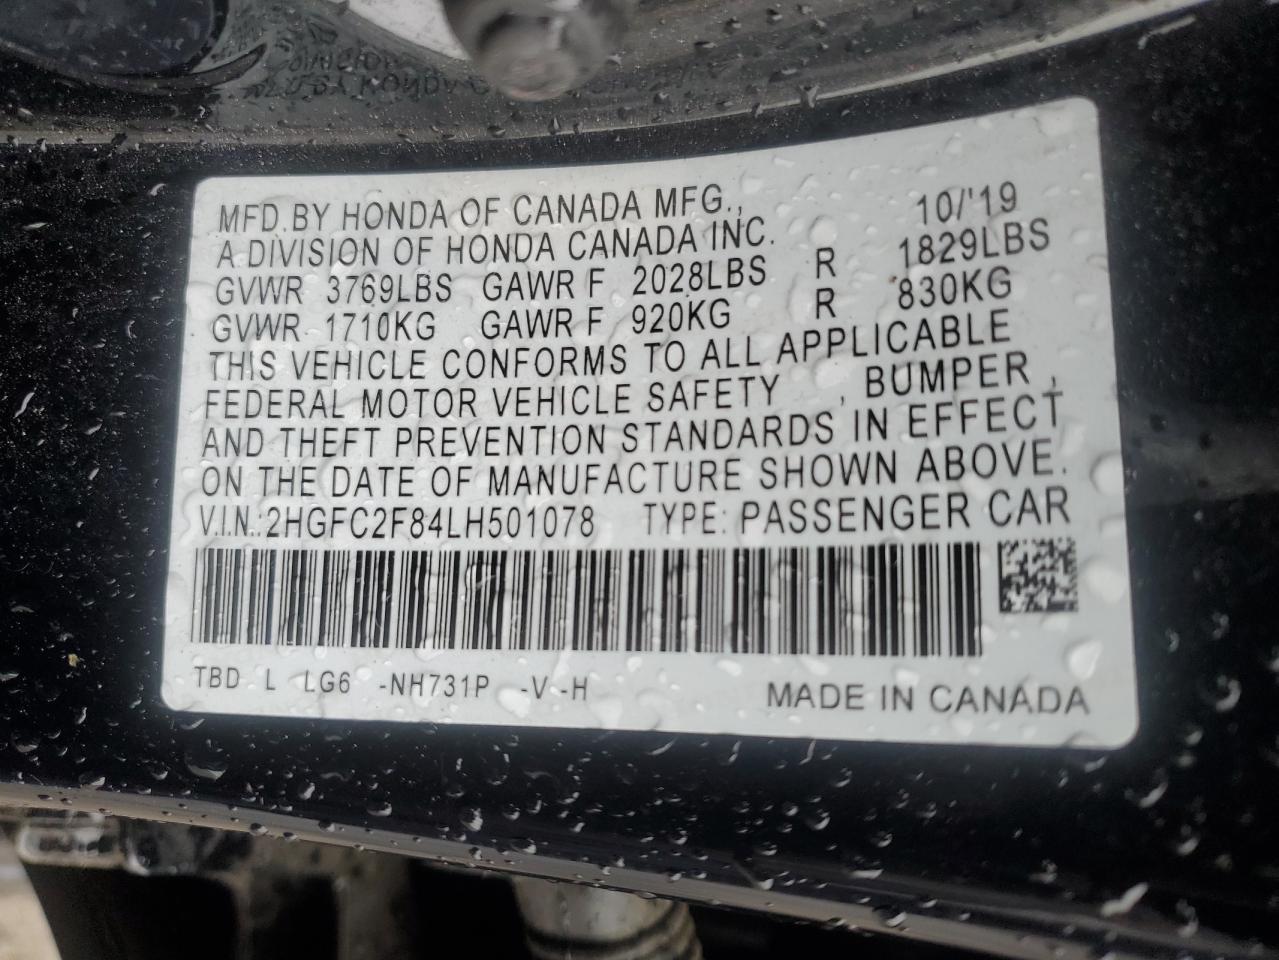 MFD. BY HONDA OF CANADA MFG., 10/'19
A DIVISION OF HONDA CANADA INC.
GVWR 3769LBS GAWR F 2028LBS R 1829LBS
GVWR 1710KG GAWR F 920KG R 830KG
THIS VEHICLE CONFORMS TO ALL APPLICABLE
FEDERAL MOTOR VEHICLE SAFETY , BUMPER ,
AND THEFT PREVENTION STANDARDS IN EFFECT
ON THE DATE OF MANUFACTURE SHOWN ABOVE.
V.I.N.: 2HGFC2F84LH501078 TYPE: PASSENGER CAR
TBD L LG6 -NH731P -V -H MADE IN CANADA